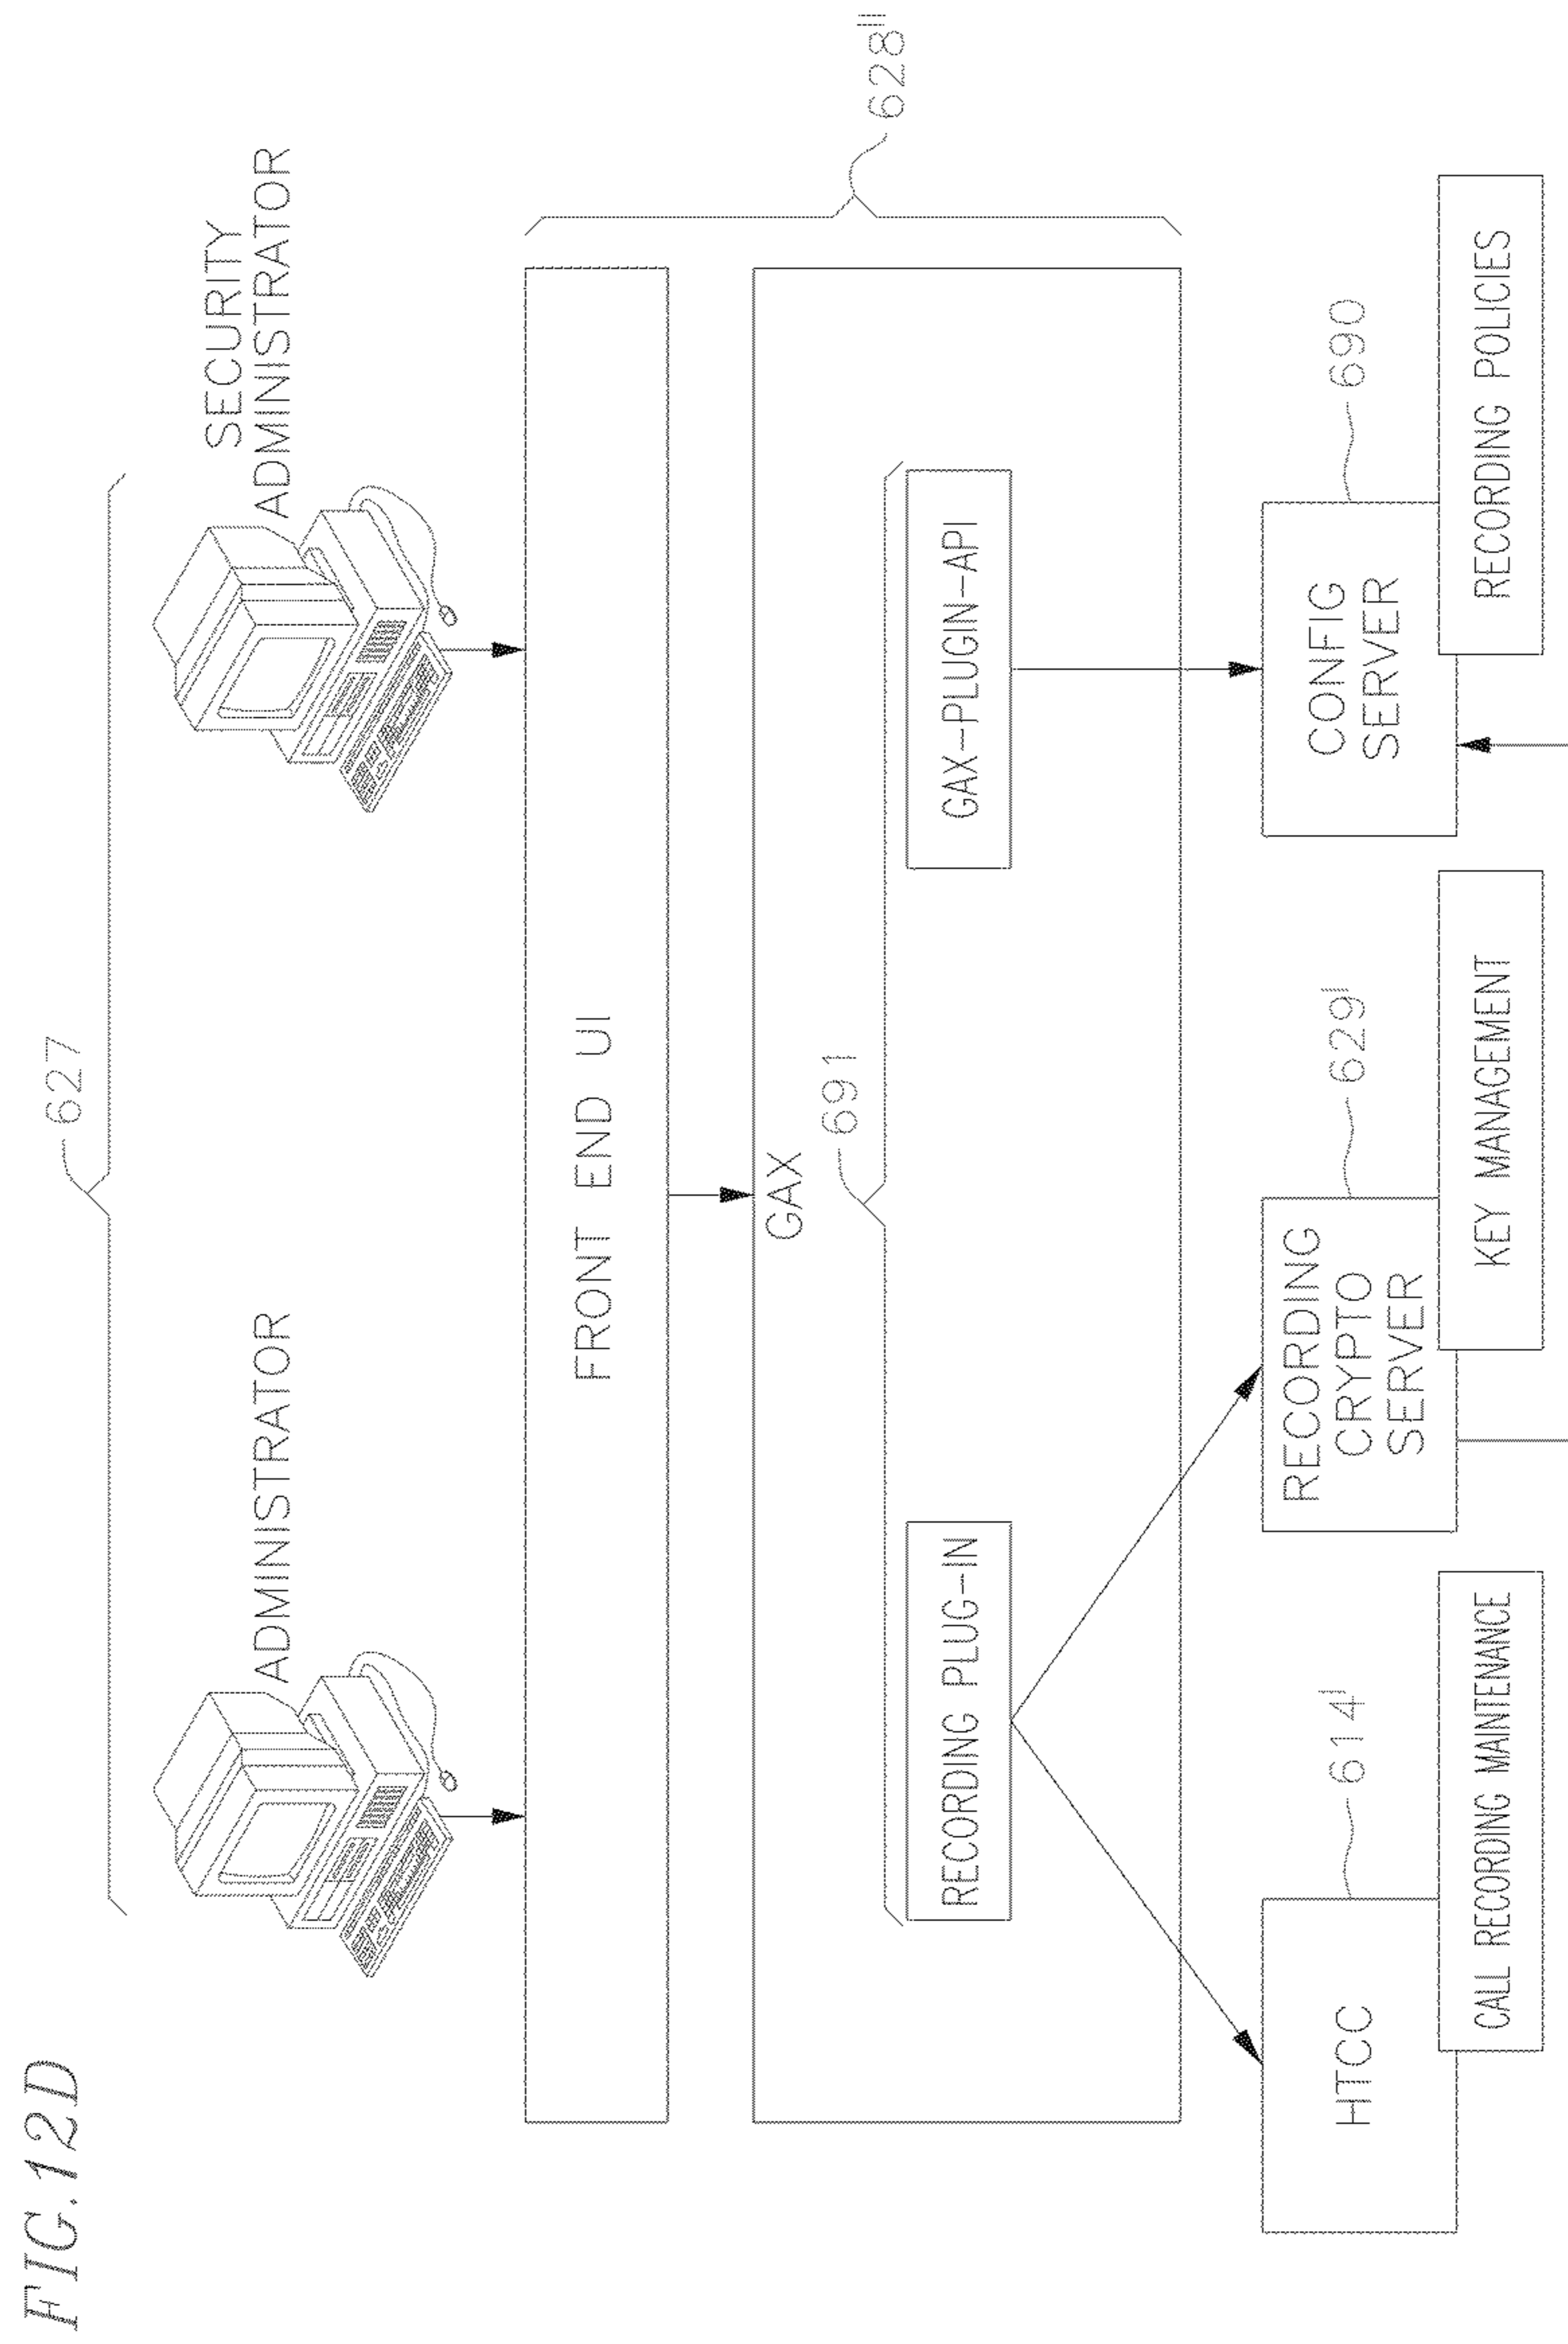 FIG.12D
627
ADMINISTRATOR
SECURITY
ADMINISTRATOR
FRONT END UI
628'''
GAX
691
RECORDING PLUG-IN
GAX-PLUGIN-API
614'
629'
690
HTCC
RECORDING
CRYPTO
SERVER
CONFIG
SERVER
CALL RECORDING MAINTENANCE
KEY MANAGEMENT
RECORDING POLICIES